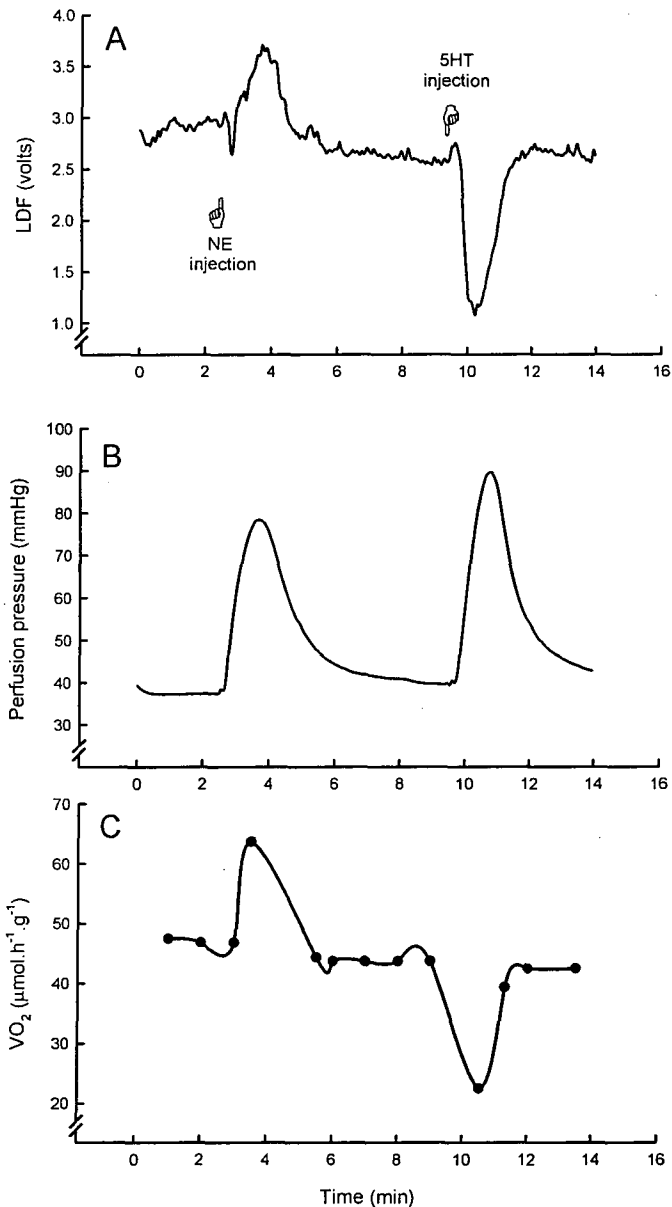 A
4.0
3.5
3.0
2.5
2.0
1.5
1.0
LDF (volts)
5HT
injection
NE
injection
0 2 4 6 8 10 12 14 16
B
100
90
80
70
60
50
40
30
Perfusion pressure (mmHg)
0 2 4 6 8 10 12 14 16
C
70
60
50
40
30
20
VO₂ (μmol.h⁻¹.g⁻¹)
0 2 4 6 8 10 12 14 16
Time (min)